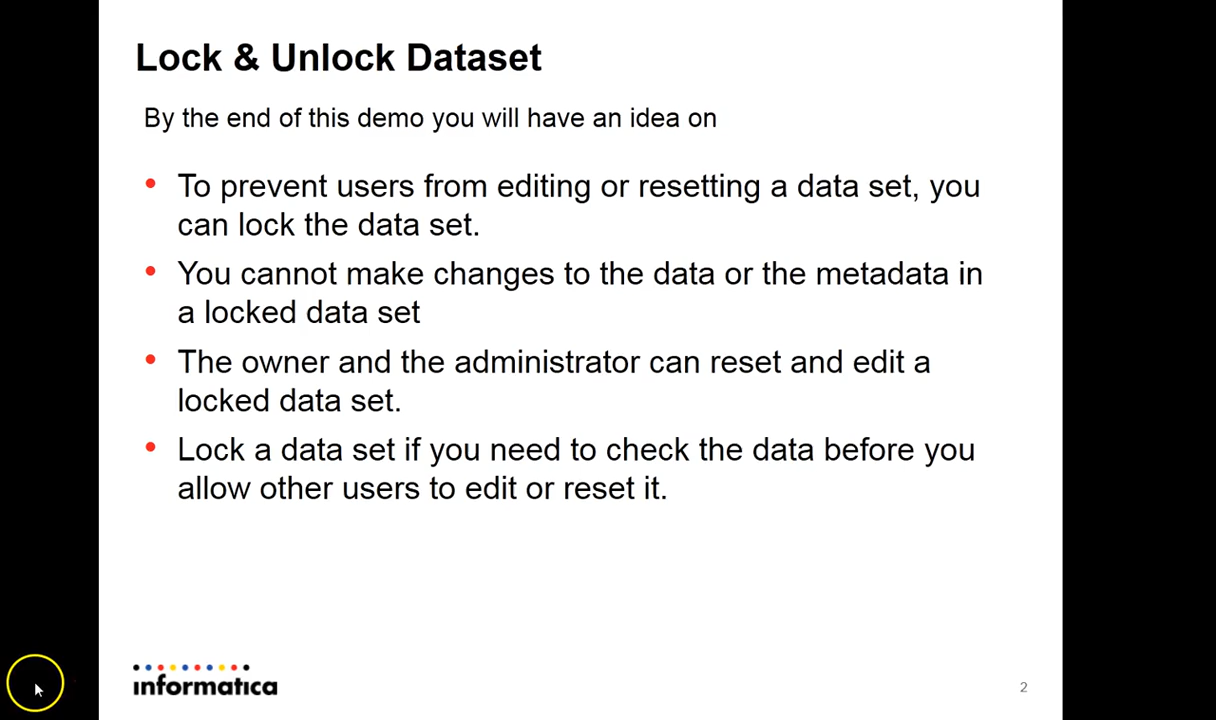 Lock & Unlock Dataset
By the end of this demo you will have an idea on
• To prevent users from editing or resetting a data set, you
can lock the data set.
• You cannot make changes to the data or the metadata in
a locked data set
• The owner and the administrator can reset and edit a
locked data set.
• Lock a data set if you need to check the data before you
allow other users to edit or reset it.
informatica
2